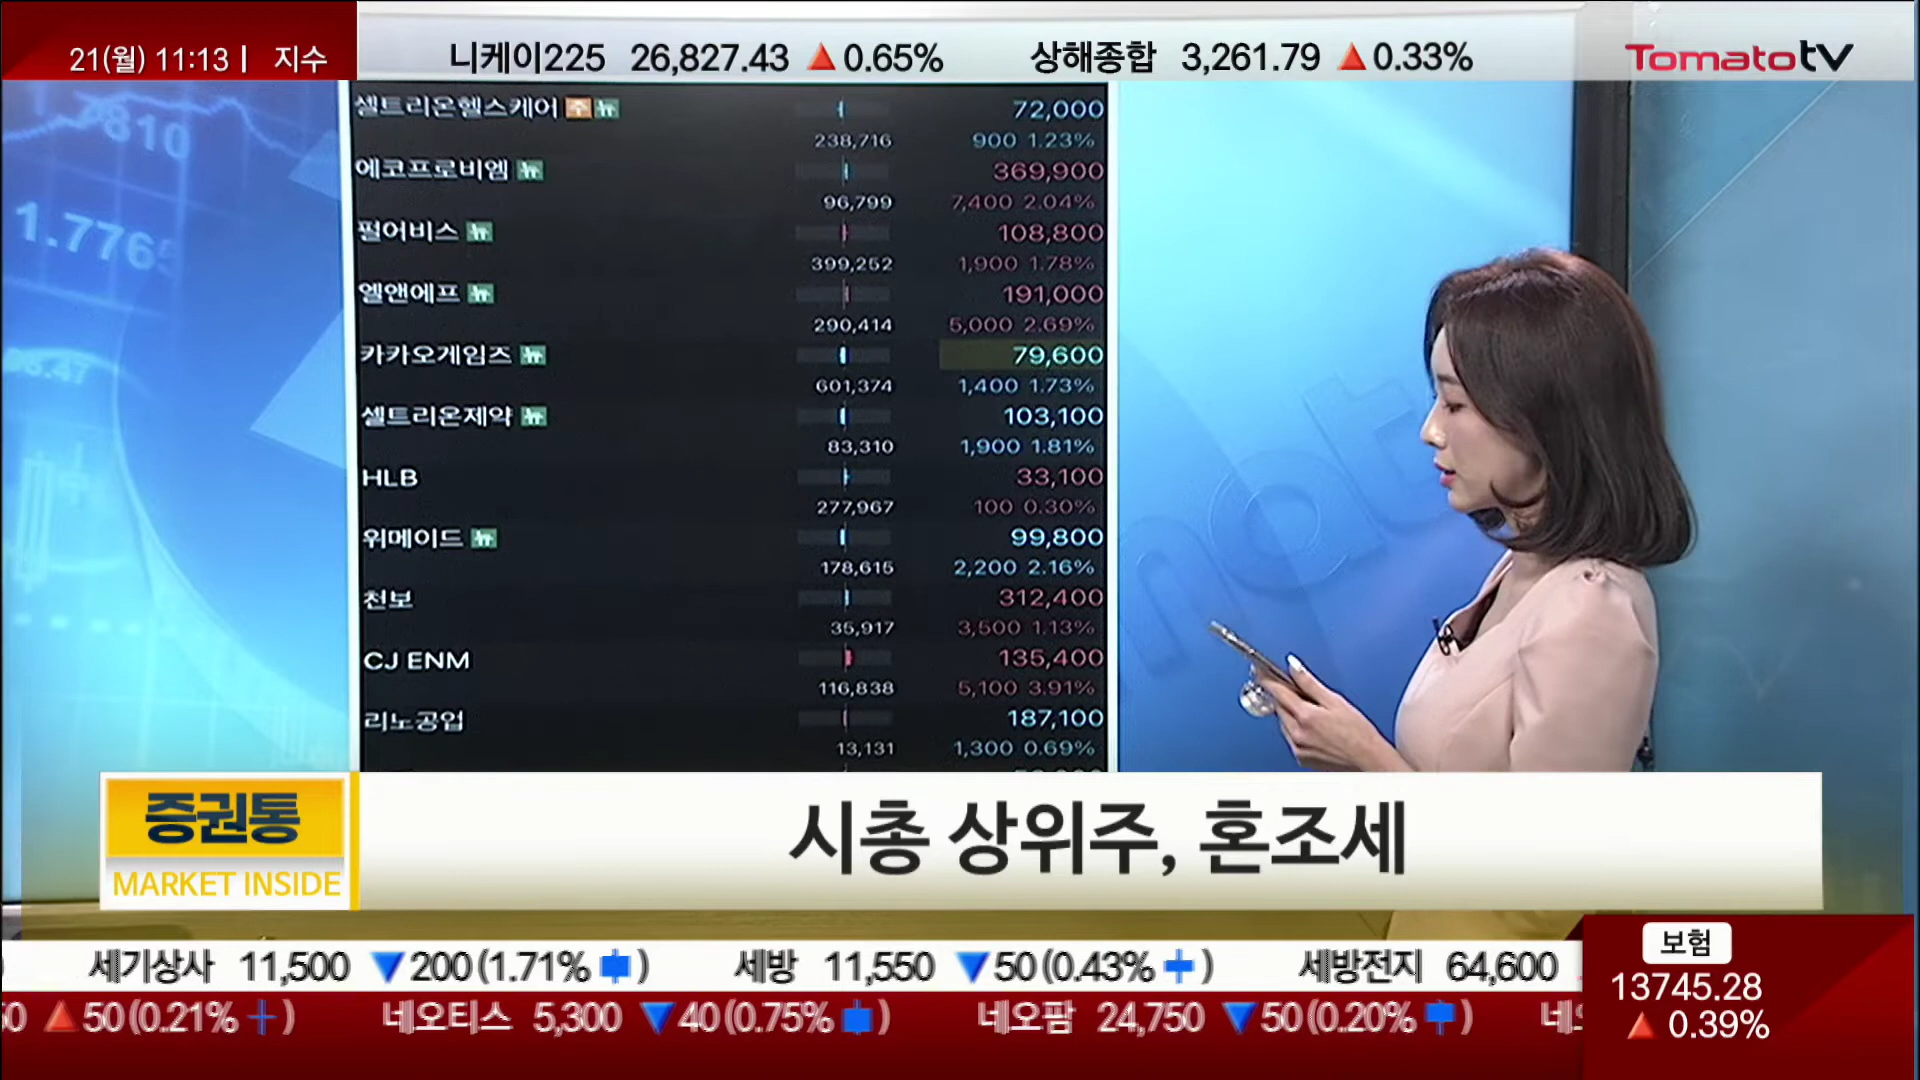 21(월) 11:13 | 지수
니케이225 26,827.43 ▲ 0.65% 상해종합 3,261.79 ▲ 0.33%
Tomatotv
7810
1.7765
셀트리온헬스케어 주 뉴 72,000
238,716 900 1.23%
에코프로비엠 뉴 369,900
96,799 7,400 2.04%
펄어비스 뉴 108,800
399,252 1,900 1.78%
엘앤에프 뉴 191,000
290,414 5,000 2.69%
카카오게임즈 뉴 79,600
601,374 1,400 1.73%
셀트리온제약 뉴 103,100
83,310 1,900 1.81%
HLB 33,100
277,967 100 0.30%
위메이드 뉴 99,800
178,615 2,200 2.16%
천보 312,400
35,917 3,500 1.13%
CJ ENM 135,400
116,838 5,100 3.91%
리노공업 187,100
13,131 1,300 0.69%
증권통
MARKET INSIDE
시총 상위주, 혼조세
세기상사 11,500 ▼200(1.71% ) 세방 11,550 ▼50(0.43% ) 세방전지 64,600
▲50(0.21% ) 네오티스 5,300 ▼40(0.75% ) 네오팜 24,750 ▼50(0.20% )
보험
13745.28
▲ 0.39%